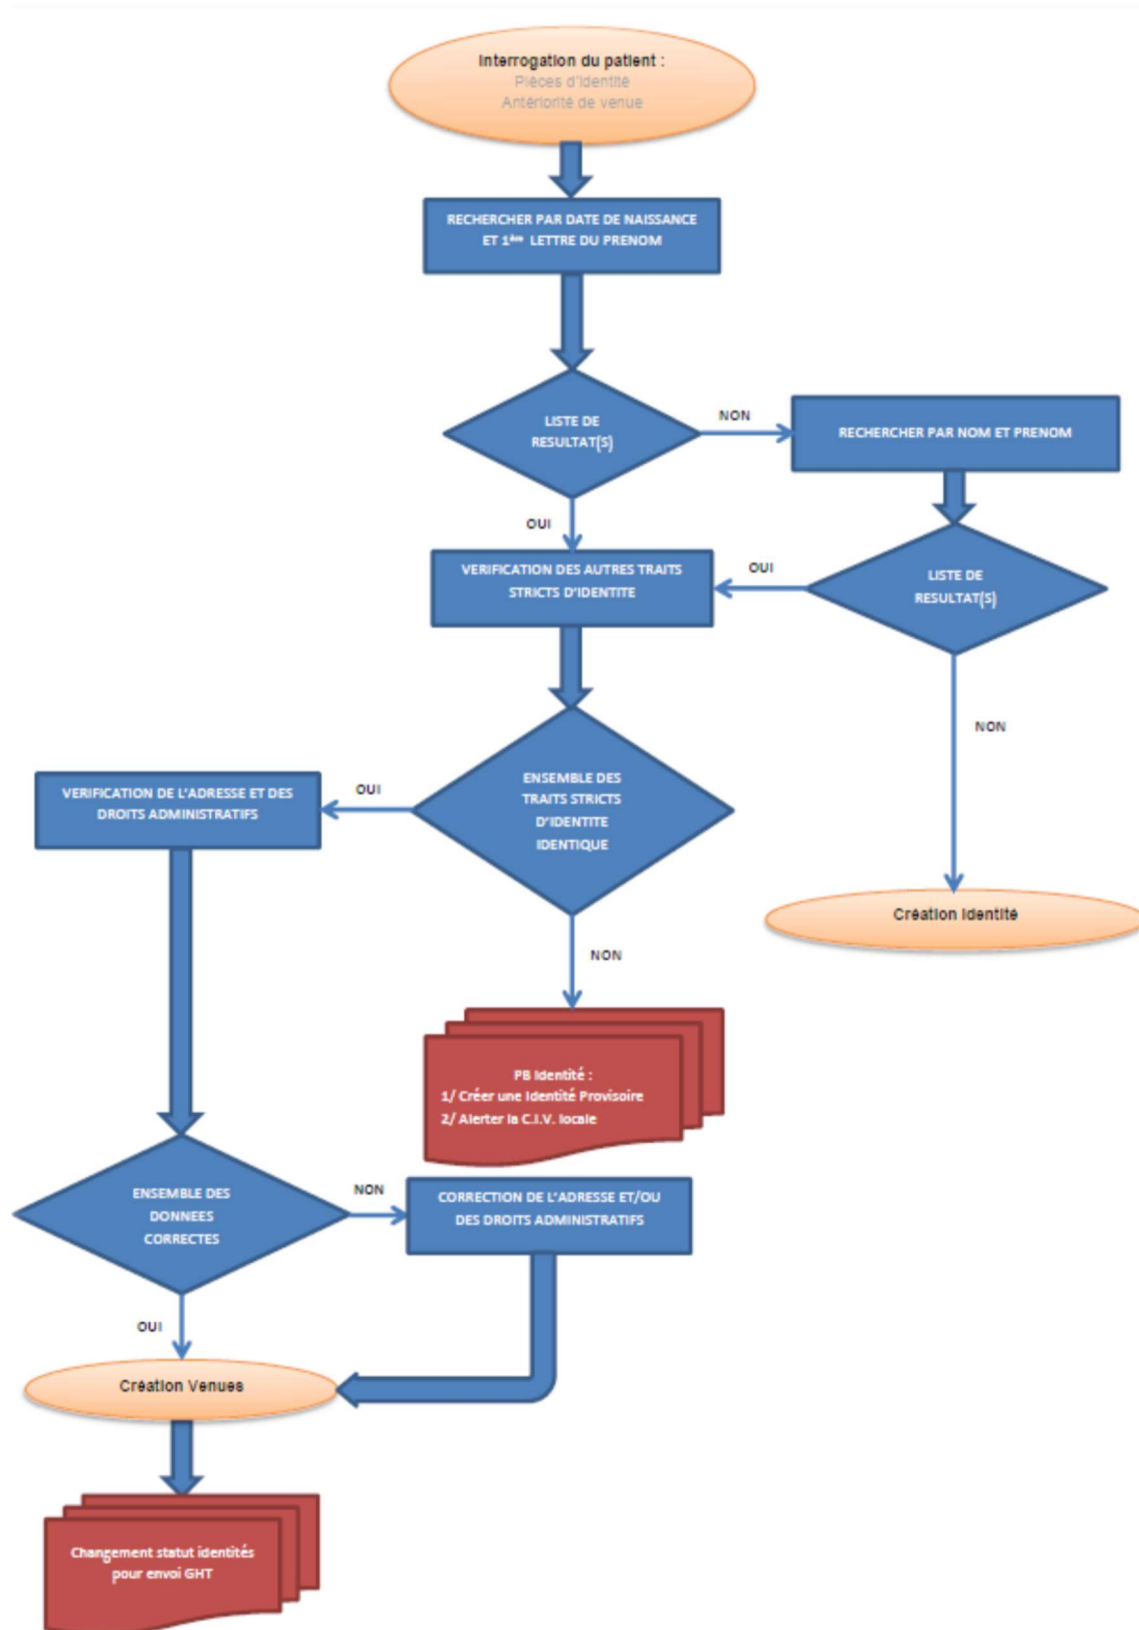 Interrogation du patient :
Pièces d'identité
Antériorité de venue
RECHERCHER PAR DATE DE NAISSANCE
ET 1ère LETTRE DU PRENOM
LISTE DE
RESULTAT(S)
NON
RECHERCHER PAR NOM ET PRENOM
OUI
VERIFICATION DES AUTRES TRAITS
STRICTS D'IDENTITE
OUI
LISTE DE
RESULTAT(S)
NON
ENSEMBLE DES
TRAITS STRICTS
D'IDENTITE
IDENTIQUE
OUI
VERIFICATION DE L'ADRESSE ET DES
DROITS ADMINISTRATIFS
Création Identité
NON
PB Identité :
1/ Créer une Identité Provisoire
2/ Alerter la C.I.V. locale
ENSEMBLE DES
DONNEES
CORRECTES
NON
CORRECTION DE L'ADRESSE ET/OU
DES DROITS ADMINISTRATIFS
OUI
Création Venues
Changement statut identités
pour envoi GHT